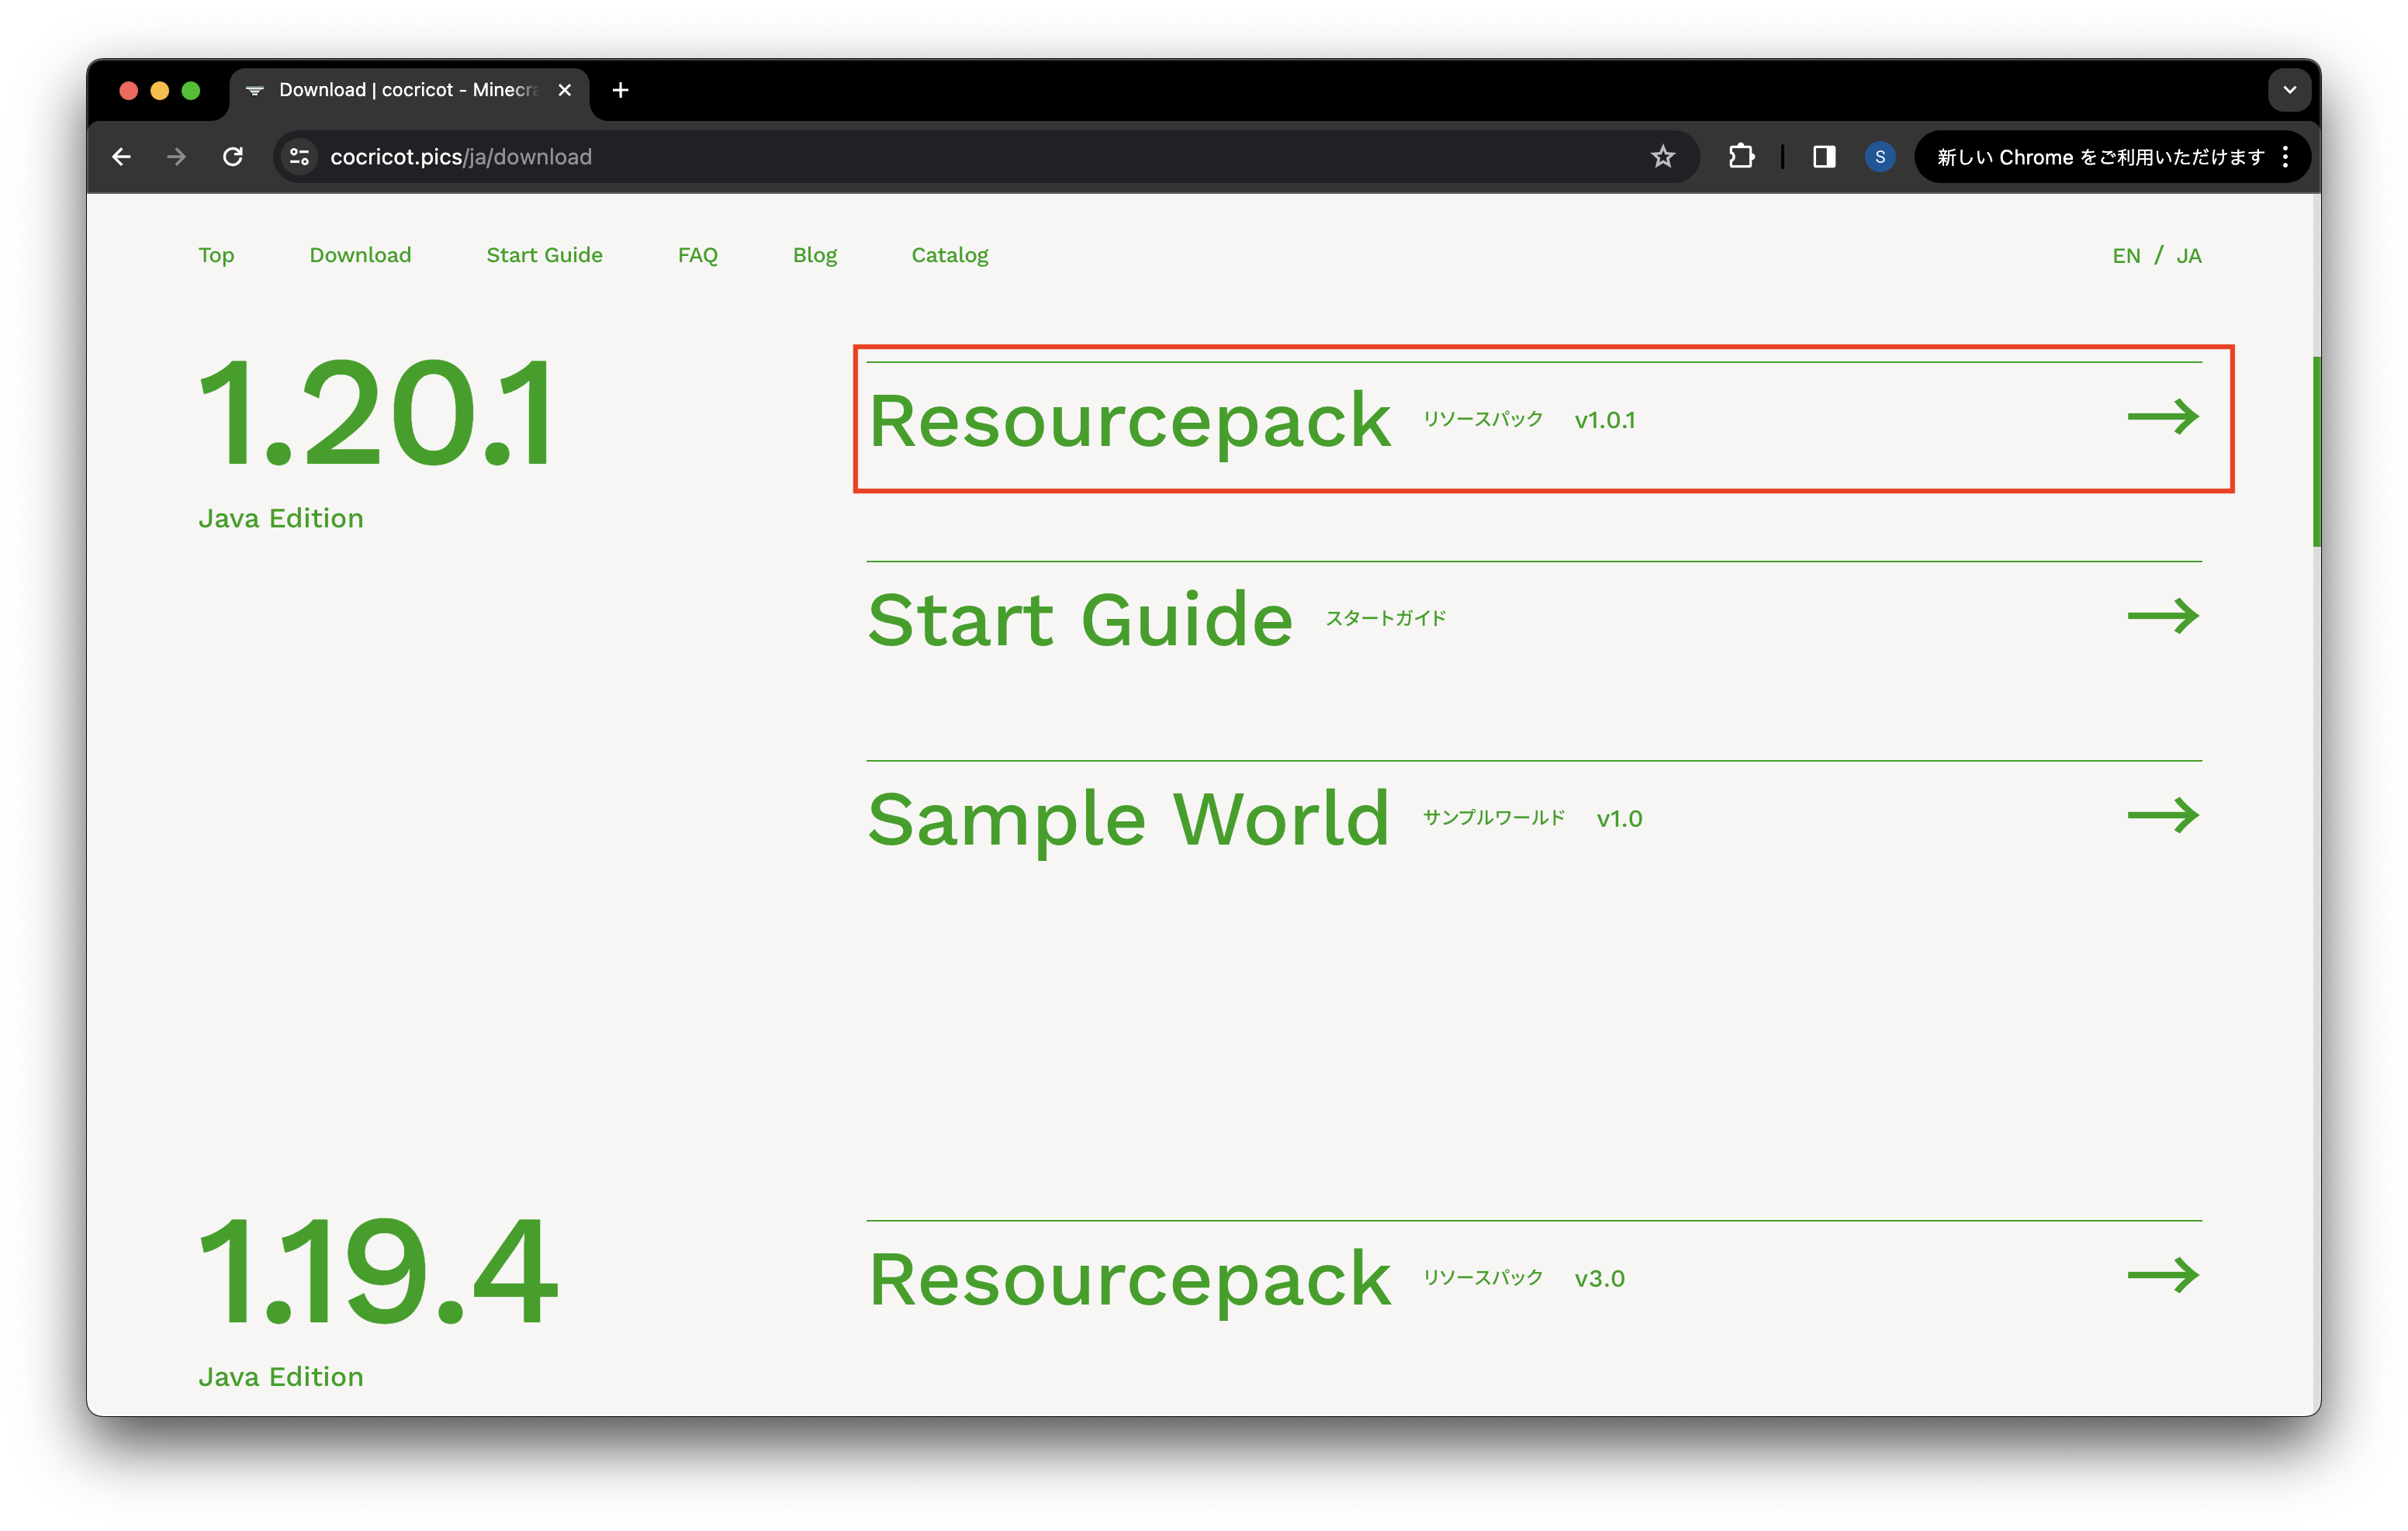 Download | cocricot - Minecra
cocricot.pics/ja/download
S
新しい Chrome をご利用いただけます
Top Download Start Guide FAQ Blog Catalog EN / JA
1.20.1
Java Edition
Resourcepack リソースパック v1.0.1
Start Guide スタートガイド
Sample World サンプルワールド v1.0
1.19.4
Java Edition
Resourcepack リソースパック v3.0